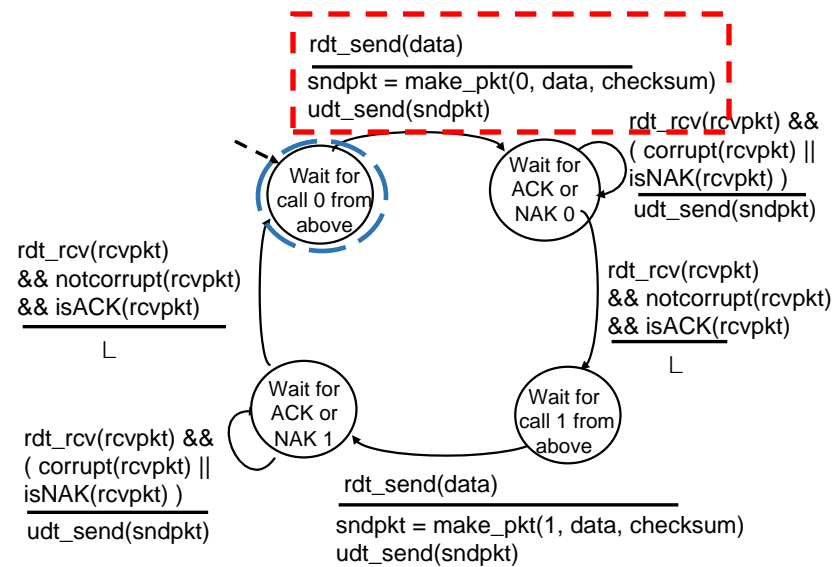 rdt_send(data)
sndpkt = make_pkt(0, data, checksum)
udt_send(sndpkt)
rdt_rcv(rcvpkt) &&
( corrupt(rcvpkt) ||
isNAK(rcvpkt) )
udt_send(sndpkt)
Wait for
call 0 from
above
Wait for
ACK or
NAK 0
rdt_rcv(rcvpkt)
&& notcorrupt(rcvpkt)
&& isACK(rcvpkt)
L
rdt_rcv(rcvpkt)
&& notcorrupt(rcvpkt)
&& isACK(rcvpkt)
L
Wait for
ACK or
NAK 1
Wait for
call 1 from
above
rdt_rcv(rcvpkt) &&
( corrupt(rcvpkt) ||
isNAK(rcvpkt) )
udt_send(sndpkt)
rdt_send(data)
sndpkt = make_pkt(1, data, checksum)
udt_send(sndpkt)